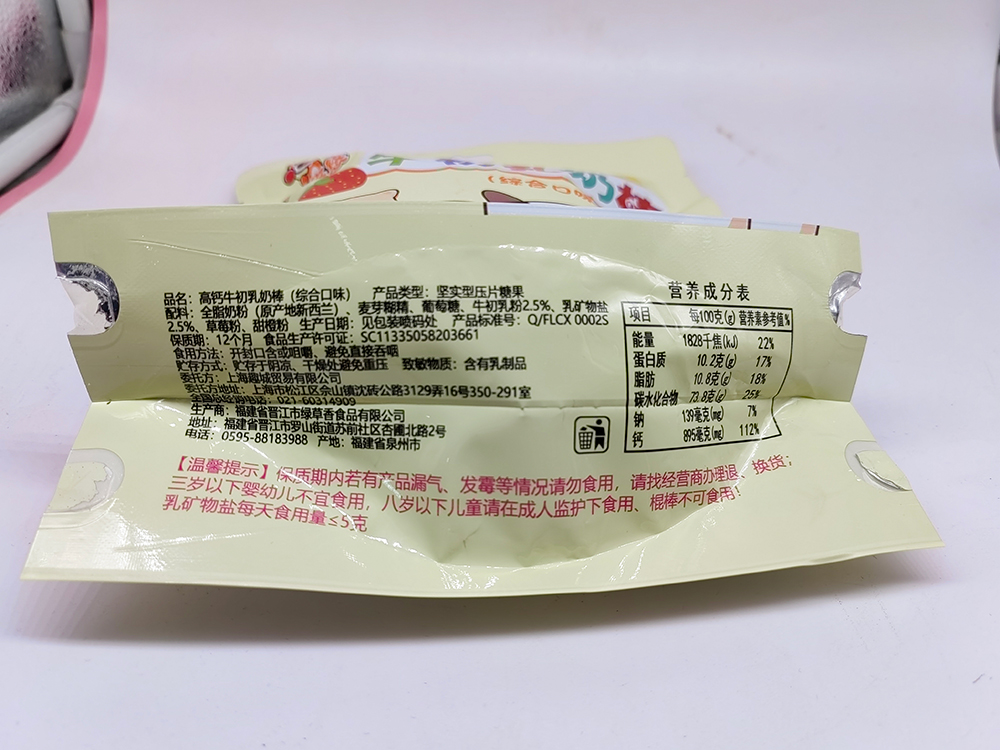 (综合口味
品名：高钙牛初乳奶棒（综合口味） 产品类型：坚实型压片糖果
配料：全脂奶粉（原产地新西兰）、麦芽糊精、葡萄糖、牛初乳粉2.5%、乳矿物盐
2.5%、草莓粉、甜橙粉 生产日期：见包装喷码处 产品标准号：Q/FLCX 0002S
保质期：12个月 食品生产许可证：SC11335058203661
食用方法：开封口含或咀嚼、避免直接吞咽
贮存方式：贮存于阴凉、干燥处避免重压 致敏物质：含有乳制品
委托方：上海趣城贸易有限公司
委托方地址：上海市松江区佘山镇沈砖公路3129弄16号350-291室
全国总经销电话：021-60314909
生产商：福建省晋江市绿草香食品有限公司
地址：福建省晋江市罗山街道苏前社区杏圃北路2号
电话：0595-88183988 产地：福建省泉州市
营养成分表
项目 每100克(g) 营养素参考值%
能量 1828千焦(kJ) 22%
蛋白质 10.2克(g) 17%
脂肪 10.8克(g) 18%
碳水化合物 73.8克(g) 25%
钠 139毫克(mg) 7%
钙 895毫克(mg) 112%
【温馨提示】保质期内若有产品漏气、发霉等情况请勿食用，请找经营商办理退、换货；
三岁以下婴幼儿不宜食用，八岁以下儿童请在成人监护下食用、棍棒不可食用！
乳矿物盐每天食用量≤5克